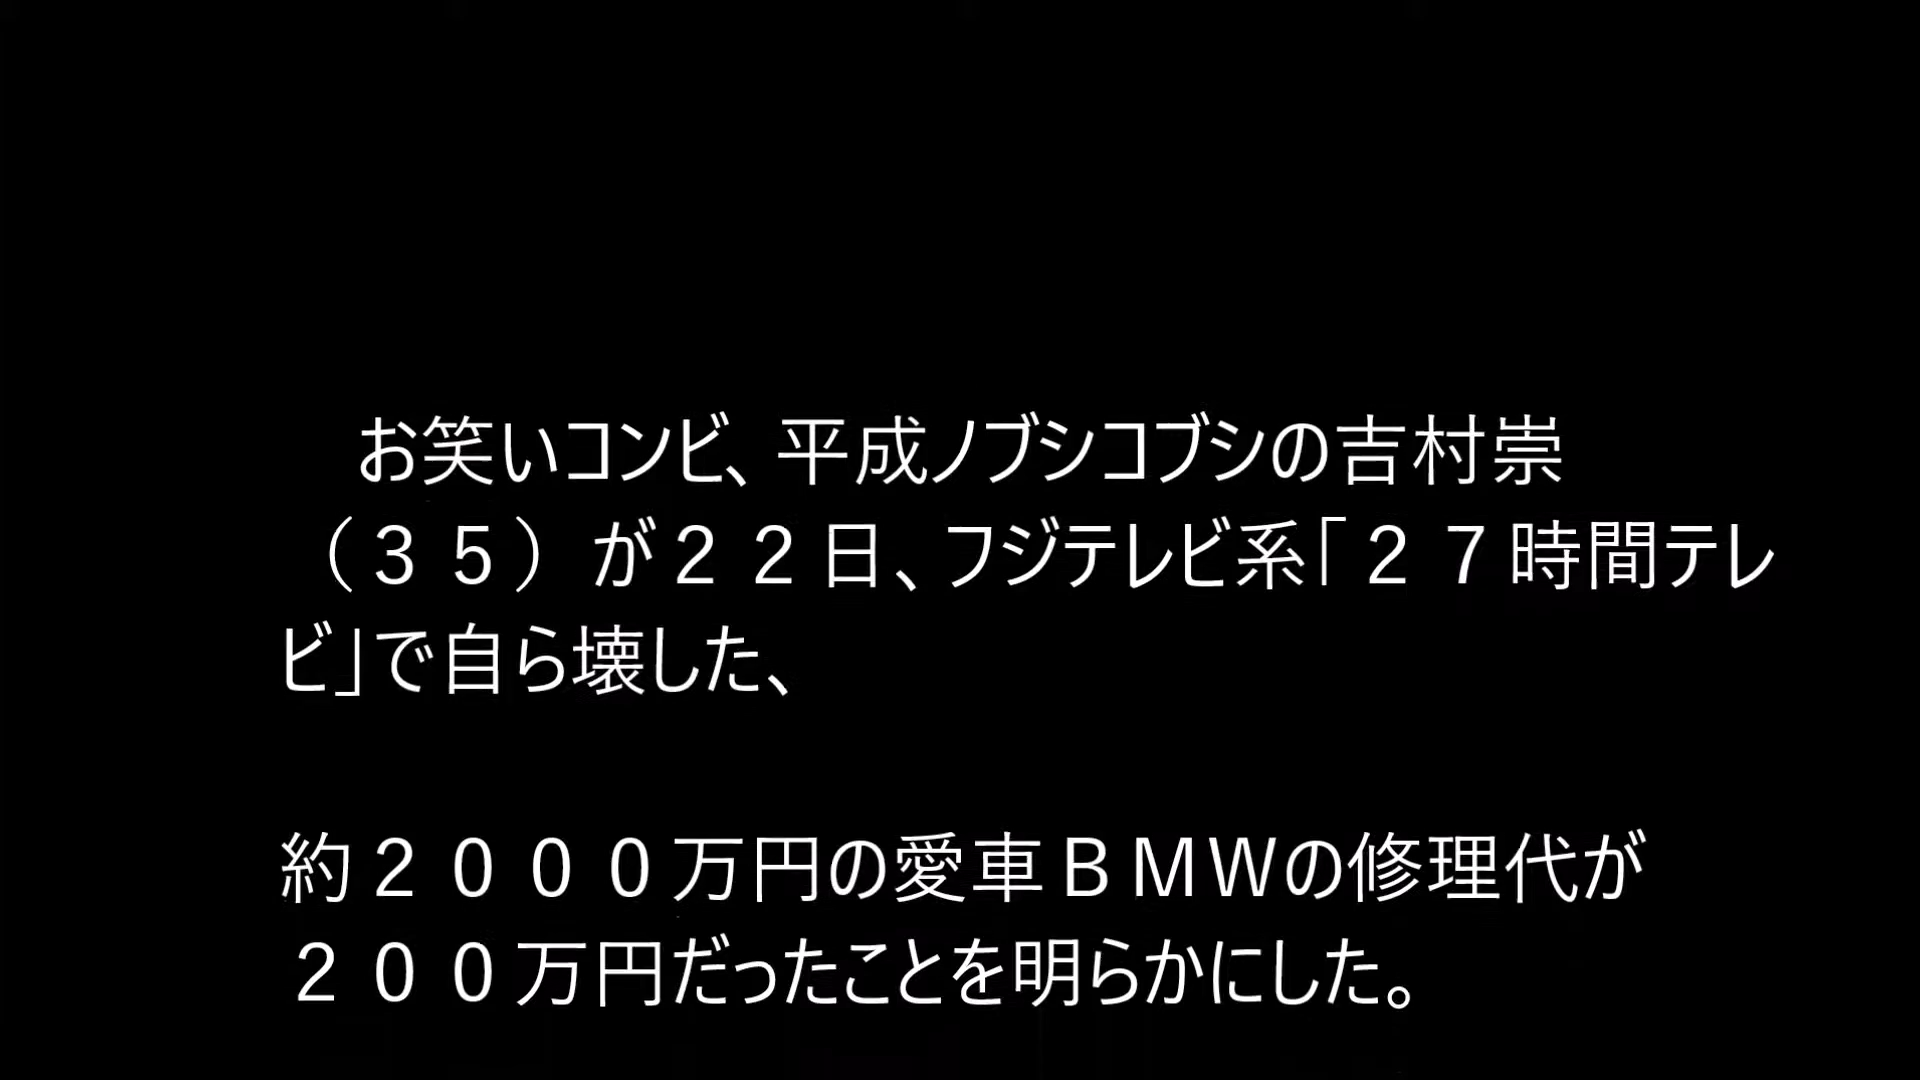 お笑いコンビ、平成ノブシコブシの吉村崇
（３５）が２２日、フジテレビ系「２７時間テレ
ビ」で自ら壊した、
約２０００万円の愛車ＢＭＷの修理代が
２００万円だったことを明らかにした。